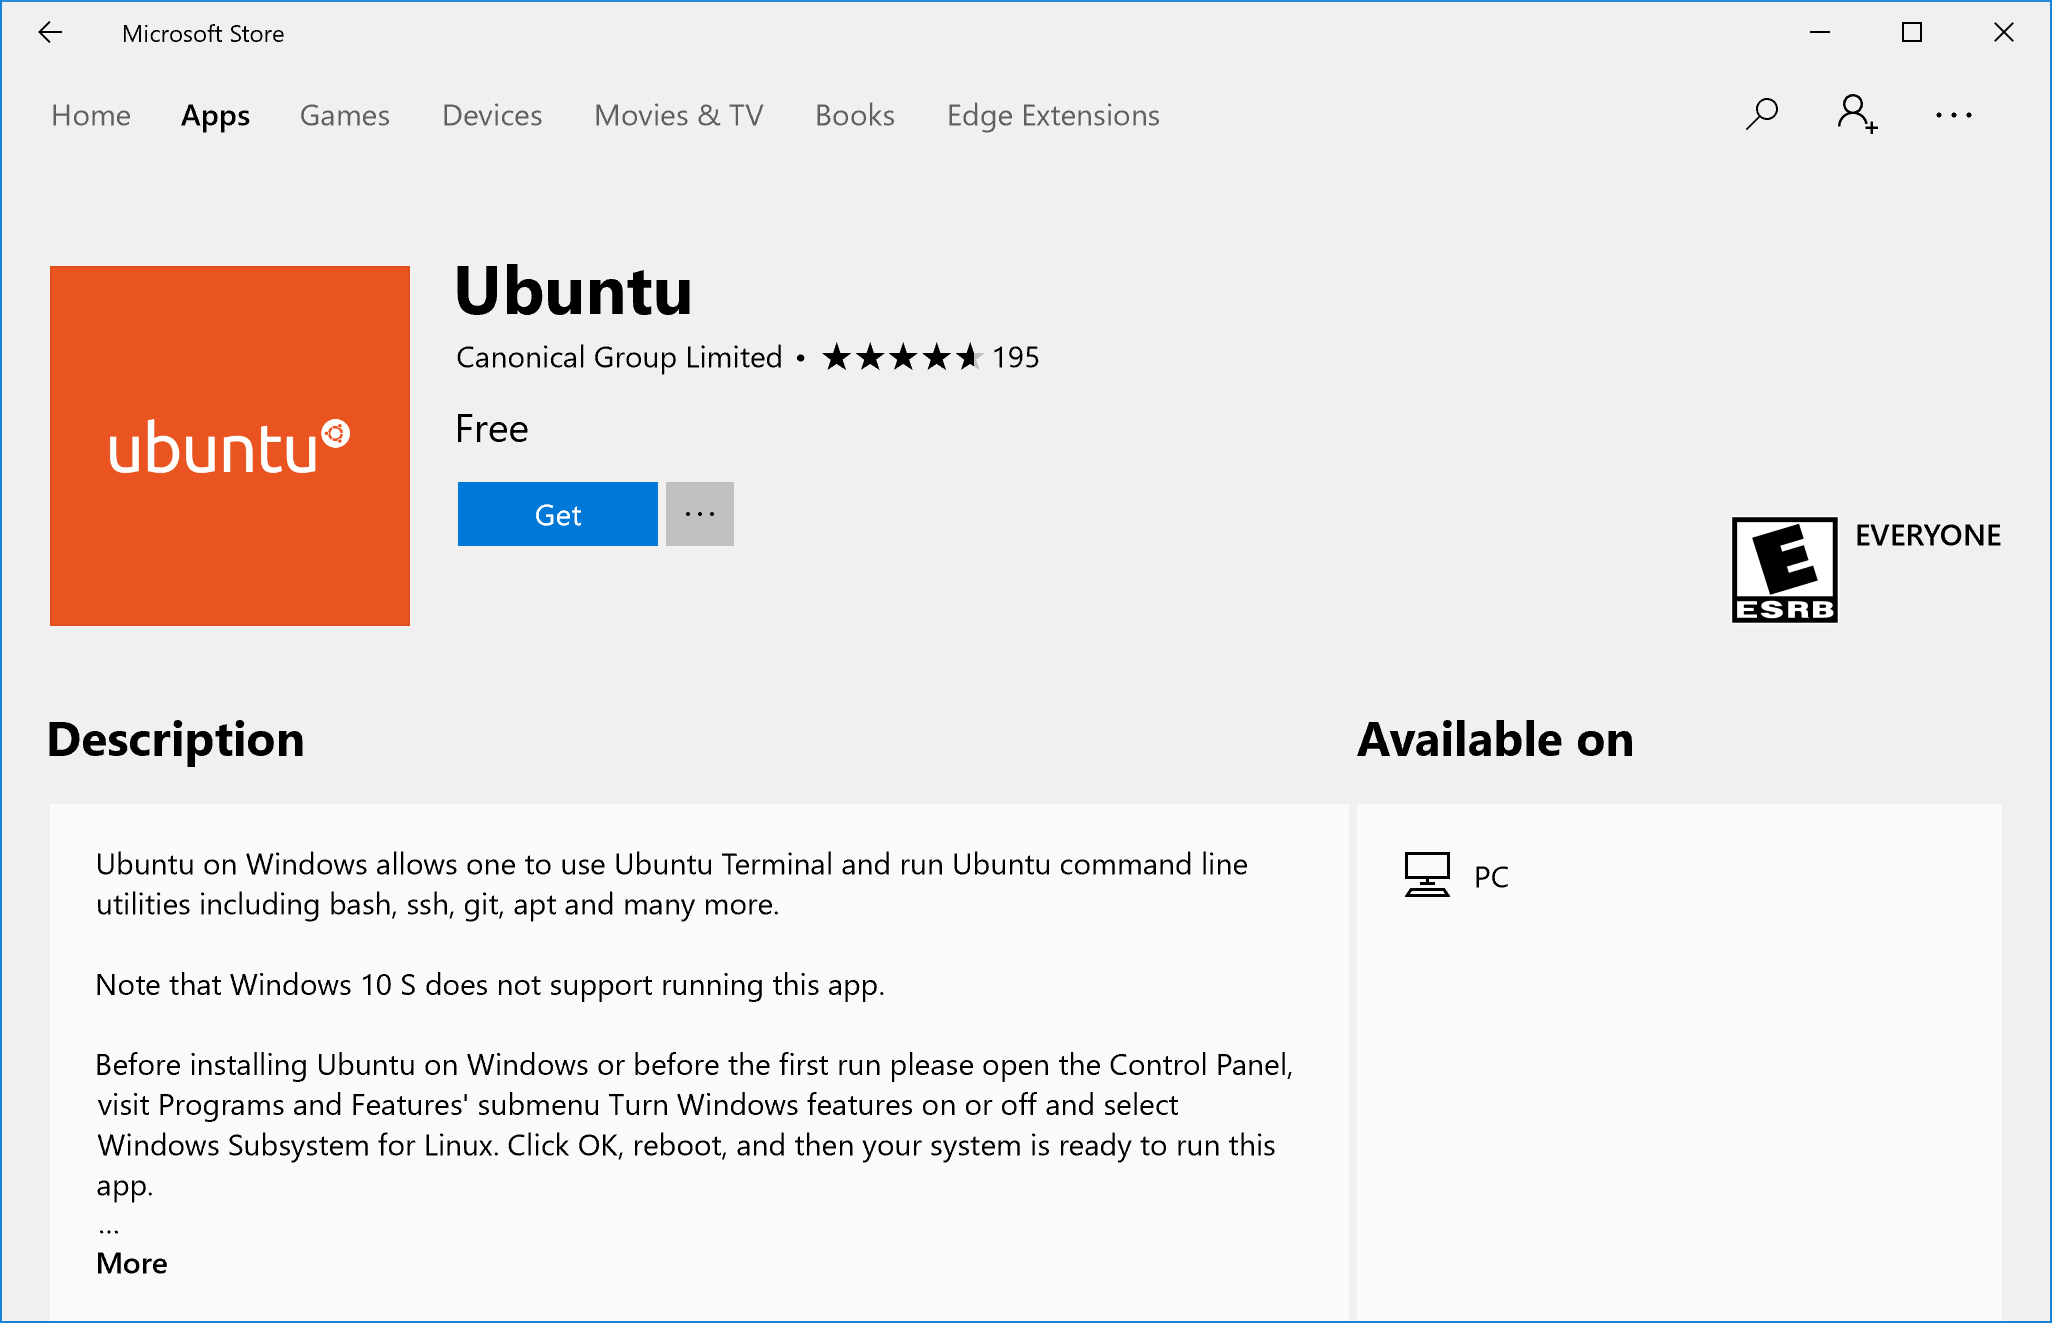 Microsoft Store
Home Apps Games Devices Movies & TV Books Edge Extensions
ubuntu
Ubuntu
Canonical Group Limited • ★★★★★ 195
Free
Get ...
E
ESRB
EVERYONE
Description
Ubuntu on Windows allows one to use Ubuntu Terminal and run Ubuntu command line
utilities including bash, ssh, git, apt and many more.
Note that Windows 10 S does not support running this app.
Before installing Ubuntu on Windows or before the first run please open the Control Panel,
visit Programs and Features' submenu Turn Windows features on or off and select
Windows Subsystem for Linux. Click OK, reboot, and then your system is ready to run this
app.
...
More
Available on
PC